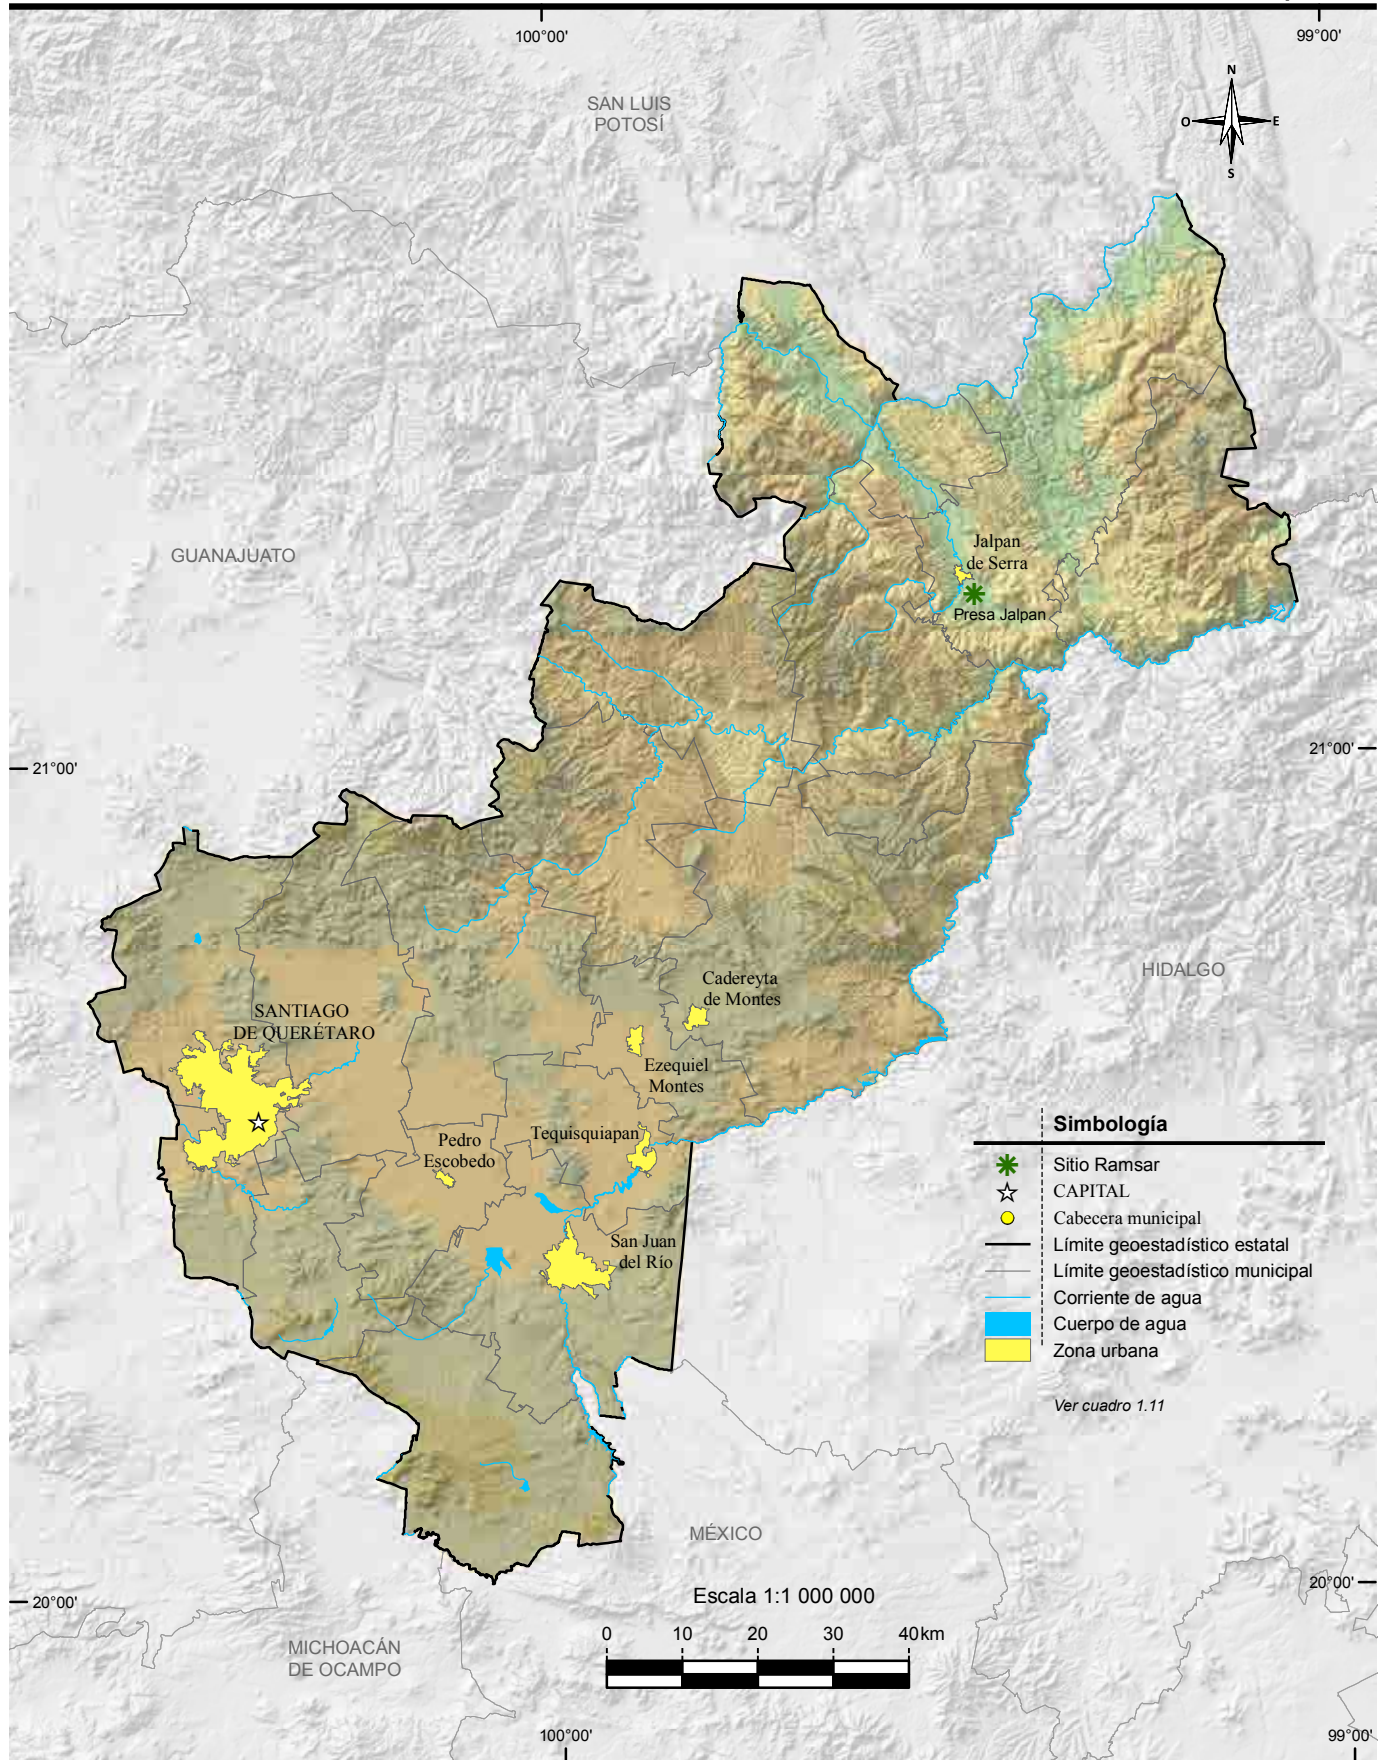 100°00'
99°00'
SAN LUIS
POTOSÍ
N
O
E
S
GUANAJUATO
Jalpan
de Serra
Presa Jalpan
21°00'
21°00'
HIDALGO
Cadereyta
de Montes
SANTIAGO
DE QUERÉTARO
Ezequiel
Montes
Pedro
Escobedo
Tequisquiapan
San Juan
del Río
Simbología
Sitio Ramsar
CAPITAL
Cabecera municipal
Límite geoestadístico estatal
Límite geoestadístico municipal
Corriente de agua
Cuerpo de agua
Zona urbana
Ver cuadro 1.11
MÉXICO
20°00'
20°00'
Escala 1:1 000 000
0 10 20 30 40 km
MICHOACÁN
DE OCAMPO
100°00'
99°00'